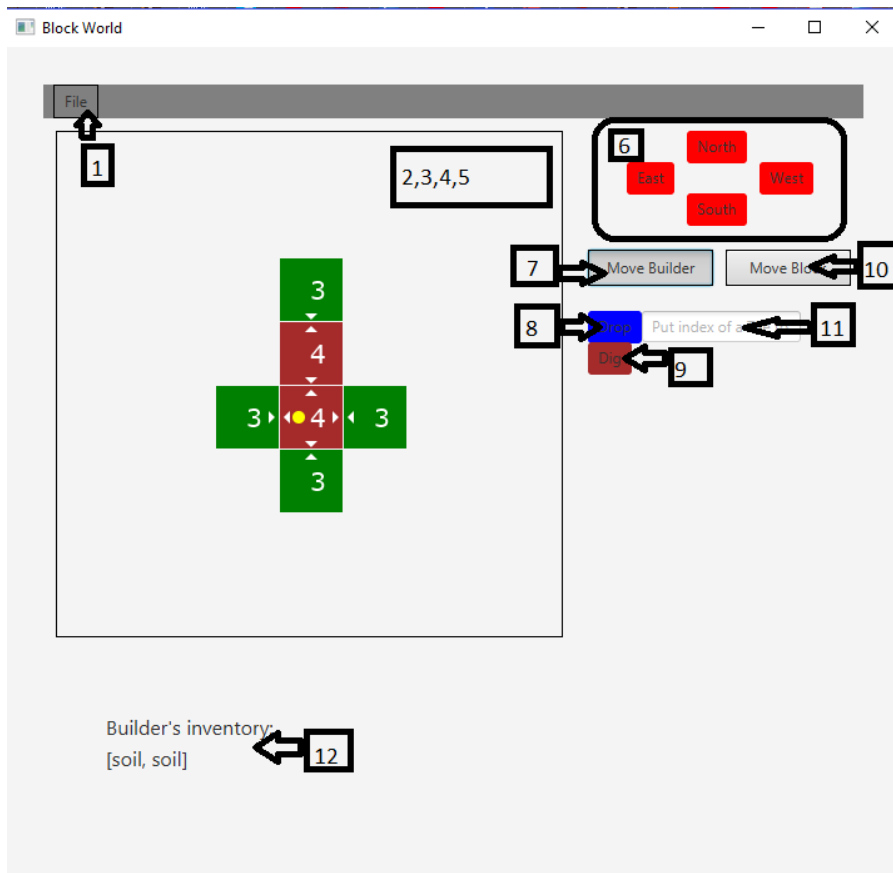 Block World
File
1
2,3,4,5
6
North
East
West
South
7
Move Builder
Move Blo
10
8
Drop
Put index of a
11
Dig
9
3
4
3 4 3
3
Builder's inventory:
[soil, soil]
12